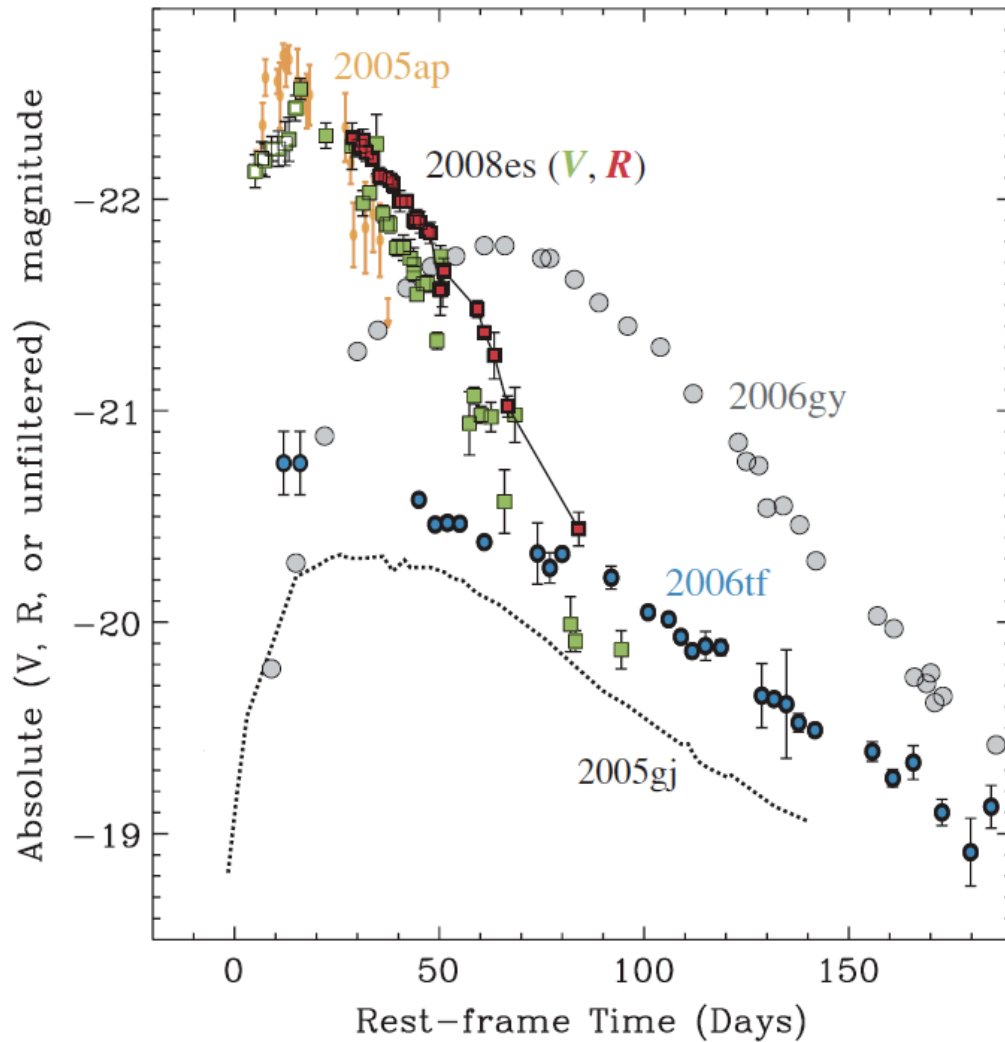 Absolute (V, R, or unfiltered) magnitude
2005ap
2008es (V, R)
2006gy
2006tf
2005gj
-22
-21
-20
-19
0 50 100 150
Rest-frame Time (Days)